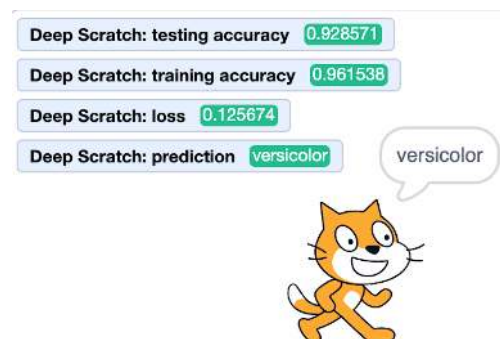 Deep Scratch: testing accuracy 0.928571
Deep Scratch: training accuracy 0.961538
Deep Scratch: loss 0.125674
Deep Scratch: prediction versicolor
versicolor